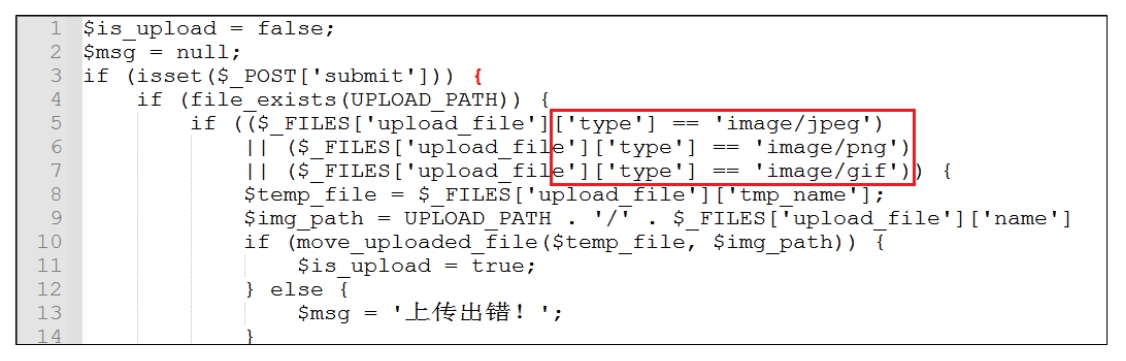 1 $is_upload = false;
2 $msg = null;
3 if (isset($_POST['submit'])) {
4     if (file_exists(UPLOAD_PATH)) {
5         if (($_FILES['upload_file']['type'] == 'image/jpeg')
6             || ($_FILES['upload_file']['type'] == 'image/png')
7             || ($_FILES['upload_file']['type'] == 'image/gif')) {
8             $temp_file = $_FILES['upload_file']['tmp_name'];
9             $img_path = UPLOAD_PATH . '/' . $_FILES['upload_file']['name']
10             if (move_uploaded_file($temp_file, $img_path)) {
11                 $is_upload = true;
12             } else {
13                 $msg = '上传出错! ';
14             }